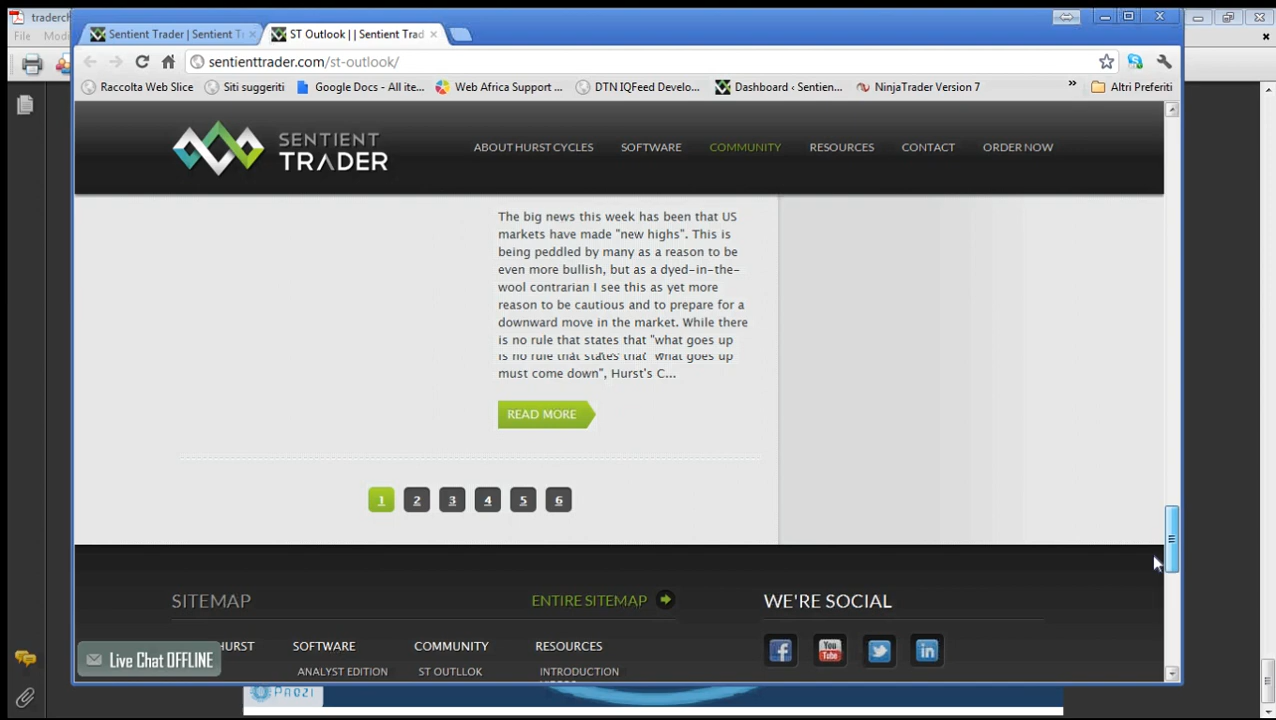 traderch
Sentient Trader | Sentient T
ST Outlook | | Sentient Trad
File
sentienttrader.com/st-outlook/
Raccolta Web Slice
Siti suggeriti
Google Docs - All ite...
Web Africa Support ...
DTN IQFeed Develo...
Dashboard ‹ Sentien...
NinjaTrader Version 7
»
Altri Preferiti
SENTIENT
TRADER
ABOUT HURST CYCLES
SOFTWARE
COMMUNITY
RESOURCES
CONTACT
ORDER NOW
The big news this week has been that US
markets have made "new highs". This is
being peddled by many as a reason to be
even more bullish, but as a dyed-in-the-
wool contrarian I see this as yet more
reason to be cautious and to prepare for a
downward move in the market. While there
is no rule that states that "what goes up
is no rule that states that "what goes up
must come down", Hurst's C...
READ MORE
1 2 3 4 5 6
SITEMAP
ENTIRE SITEMAP
WE'RE SOCIAL
HURST
SOFTWARE
COMMUNITY
RESOURCES
You Tube
in
Live Chat OFFLINE
ANALYST EDITION
ST OUTLLOK
INTRODUCTION